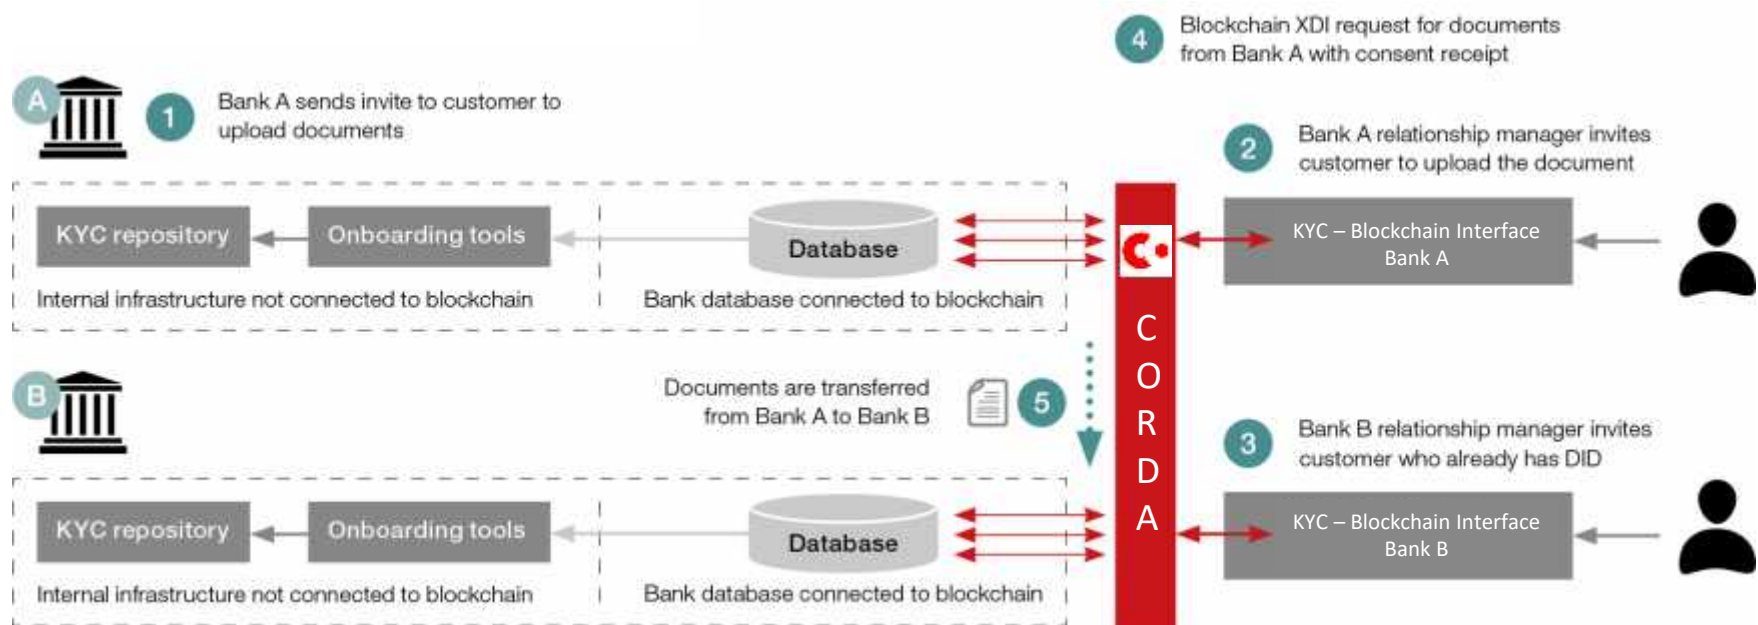 4
Blockchain XDI request for documents
from Bank A with consent receipt
A
1
Bank A sends invite to customer to
upload documents
2
Bank A relationship manager invites
customer to upload the document
KYC repository
Onboarding tools
Database
KYC – Blockchain Interface
Bank A
Internal infrastructure not connected to blockchain
Bank database connected to blockchain
CORDA
B
Documents are transferred
from Bank A to Bank B
5
3
Bank B relationship manager invites
customer who already has DID
KYC repository
Onboarding tools
Database
KYC – Blockchain Interface
Bank B
Internal infrastructure not connected to blockchain
Bank database connected to blockchain